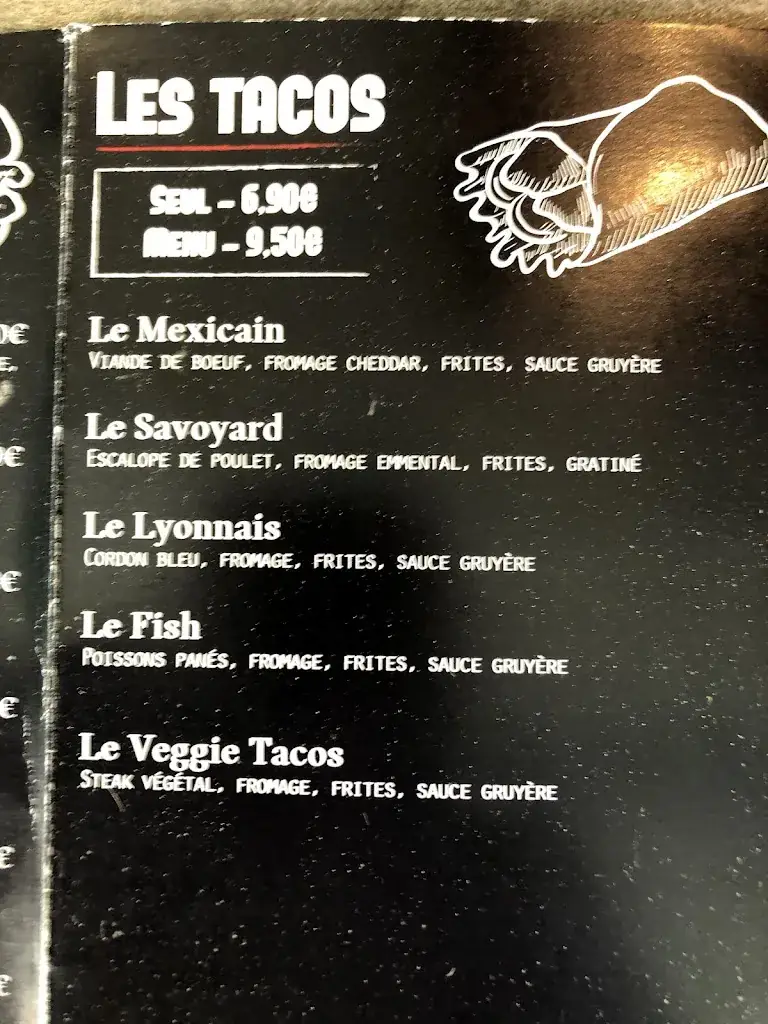 LES TACOS
SEUL – 6,90€
MENU – 9,50€
Le Mexicain
VIANDE DE BOEUF, FROMAGE CHEDDAR, FRITES, SAUCE GRUYÈRE
Le Savoyard
ESCALOPE DE POULET, FROMAGE EMMENTAL, FRITES, GRATINÉ
Le Lyonnais
CORDON BLEU, FROMAGE, FRITES, SAUCE GRUYÈRE
Le Fish
POISSONS PANÉS, FROMAGE, FRITES, SAUCE GRUYÈRE
Le Veggie Tacos
STEAK VÉGÉTAL, FROMAGE, FRITES, SAUCE GRUYÈRE